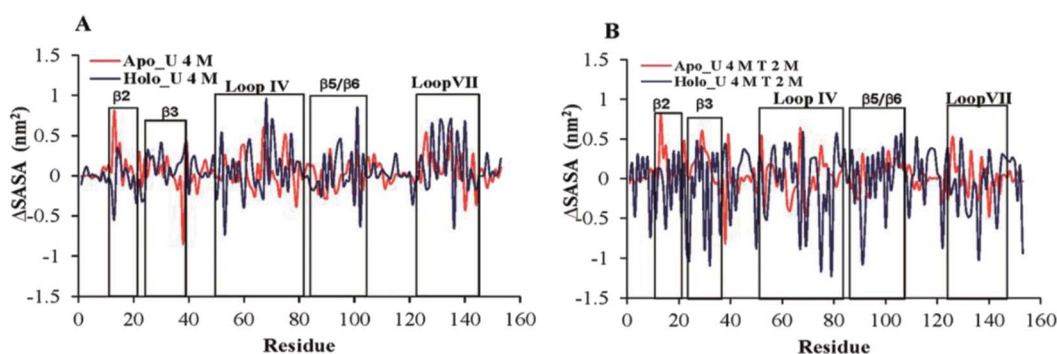 A
Apo_U 4 M
Holo_U 4 M
β2
β3
Loop IV
β5/β6
LoopVII
ΔSASA (nm²)
1.5
1
0.5
0
-0.5
-1
-1.5
0 20 40 60 80 100 120 140 160
Residue
B
Apo_U 4 M T 2 M
Holo_U 4 M T 2 M
β2
β3
Loop IV
β5/β6
LoopVII
ΔSASA (nm²)
1.5
1
0.5
0
-0.5
-1
-1.5
0 20 40 60 80 100 120 140 160
Residue